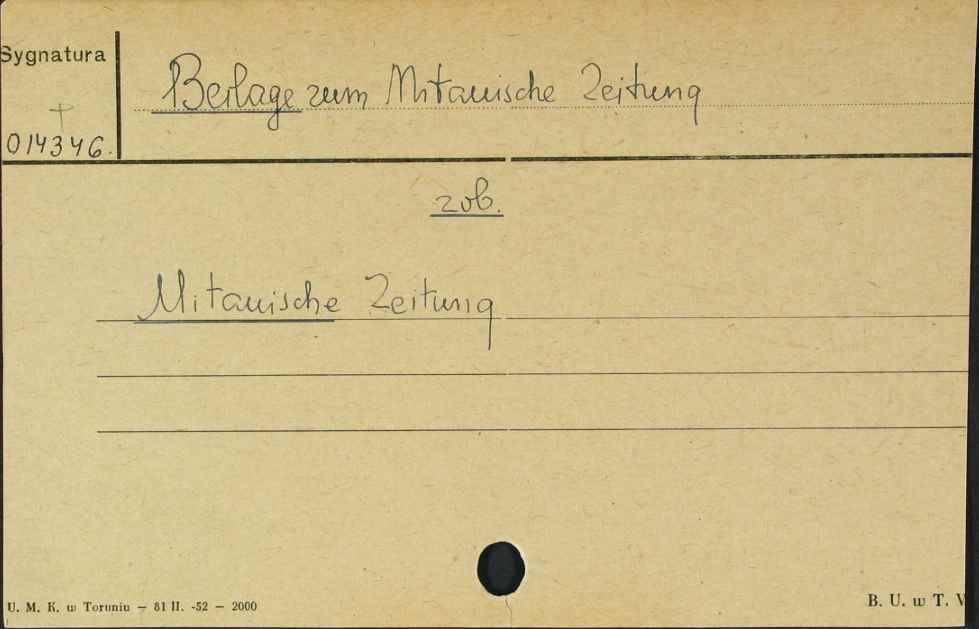 Sygnatura
Beilage zum Mitauische Zeitung
014346.
zob.
Mitauische Zeitung
U. M. K. w Toruniu — 81 II. -52 — 2000
B. U. w T. V